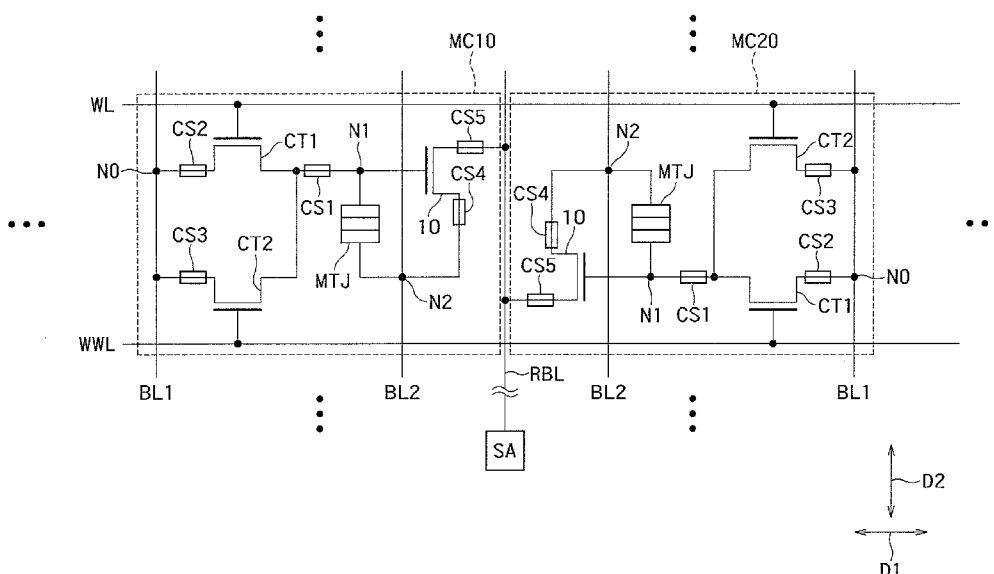 MC10
MC20
WL
CS5
CS2
CT1
N1
N2
CT2
N0
MTJ
CS4
CS3
CS1
CS4
10
10
CS3
CT2
CS5
CS2
MTJ
N2
N1
CS1
CT1
N0
WWL
BL1
BL2
RBL
BL2
BL1
SA
D2
D1